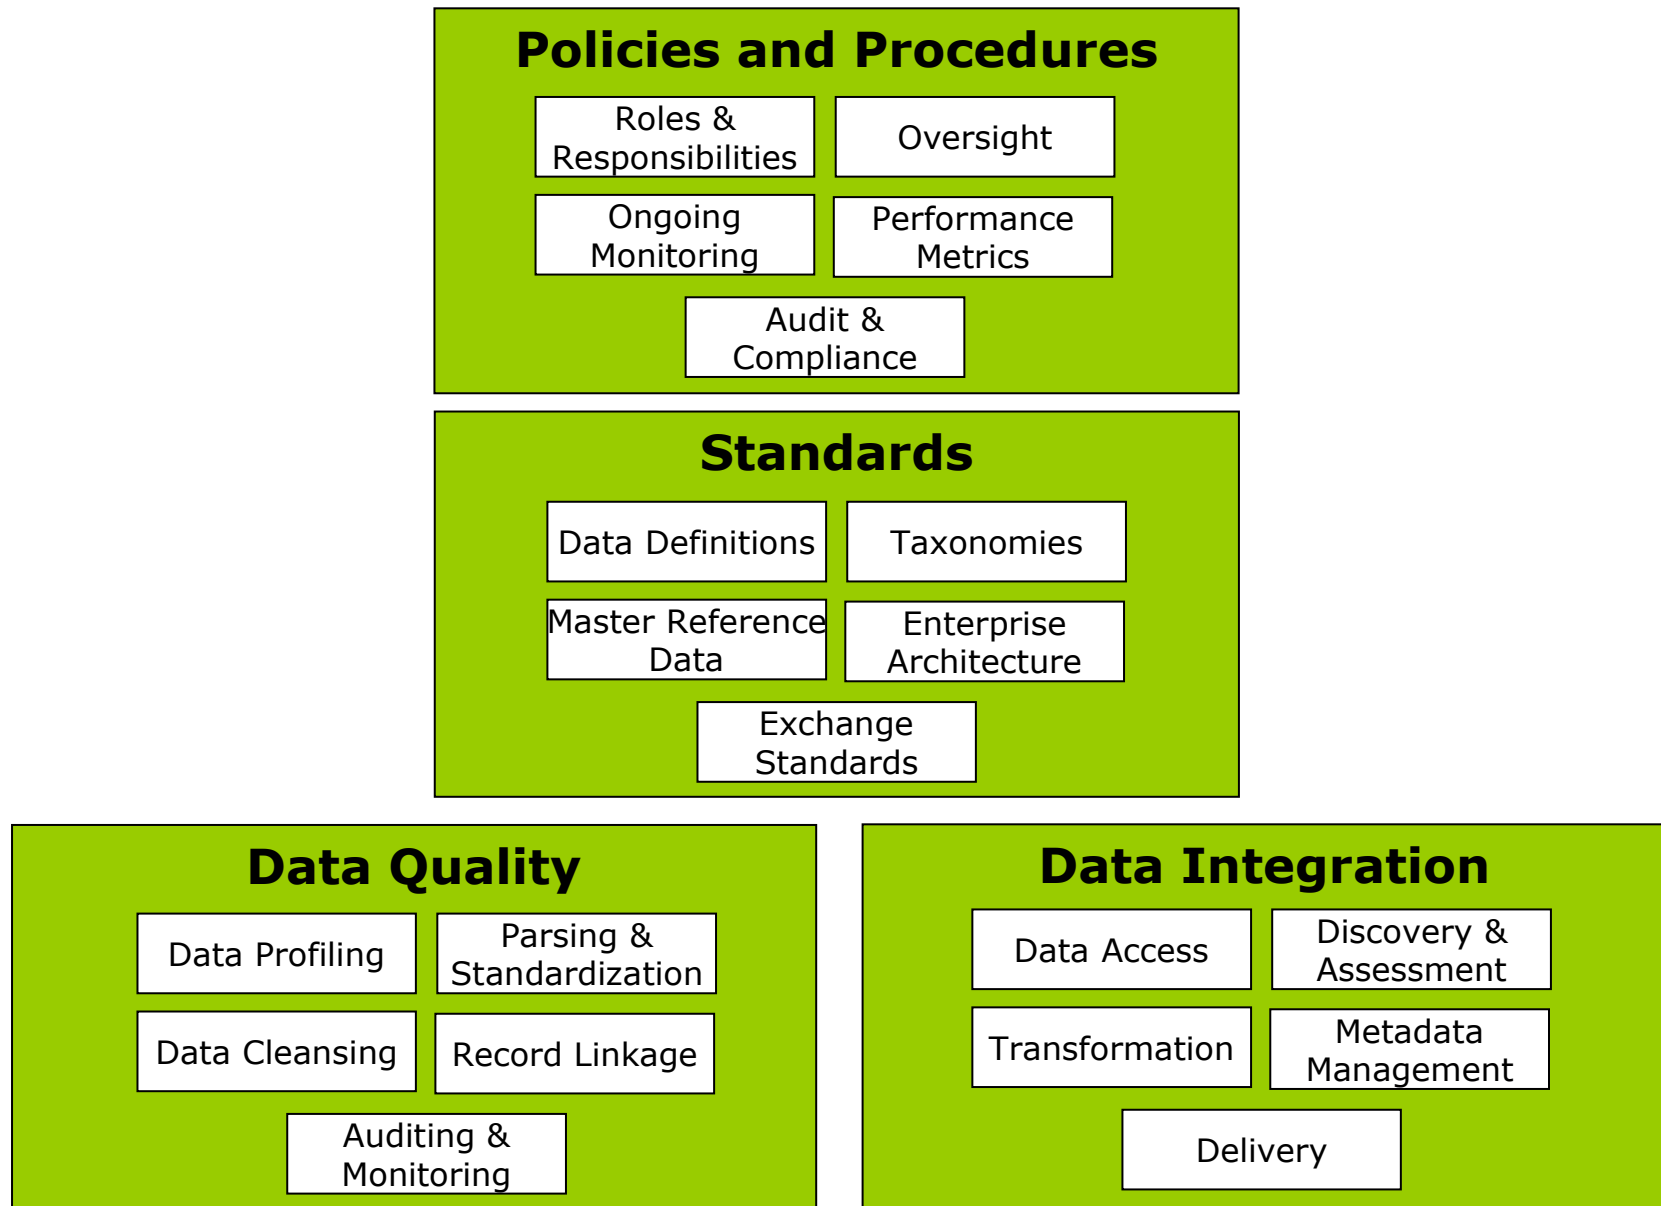 Policies and Procedures
Roles &
Responsibilities
Oversight
Ongoing
Monitoring
Performance
Metrics
Audit &
Compliance
Standards
Data Definitions
Taxonomies
Master Reference
Data
Enterprise
Architecture
Exchange
Standards
Data Quality
Data Profiling
Parsing &
Standardization
Data Cleansing
Record Linkage
Auditing &
Monitoring
Data Integration
Data Access
Discovery &
Assessment
Transformation
Metadata
Management
Delivery